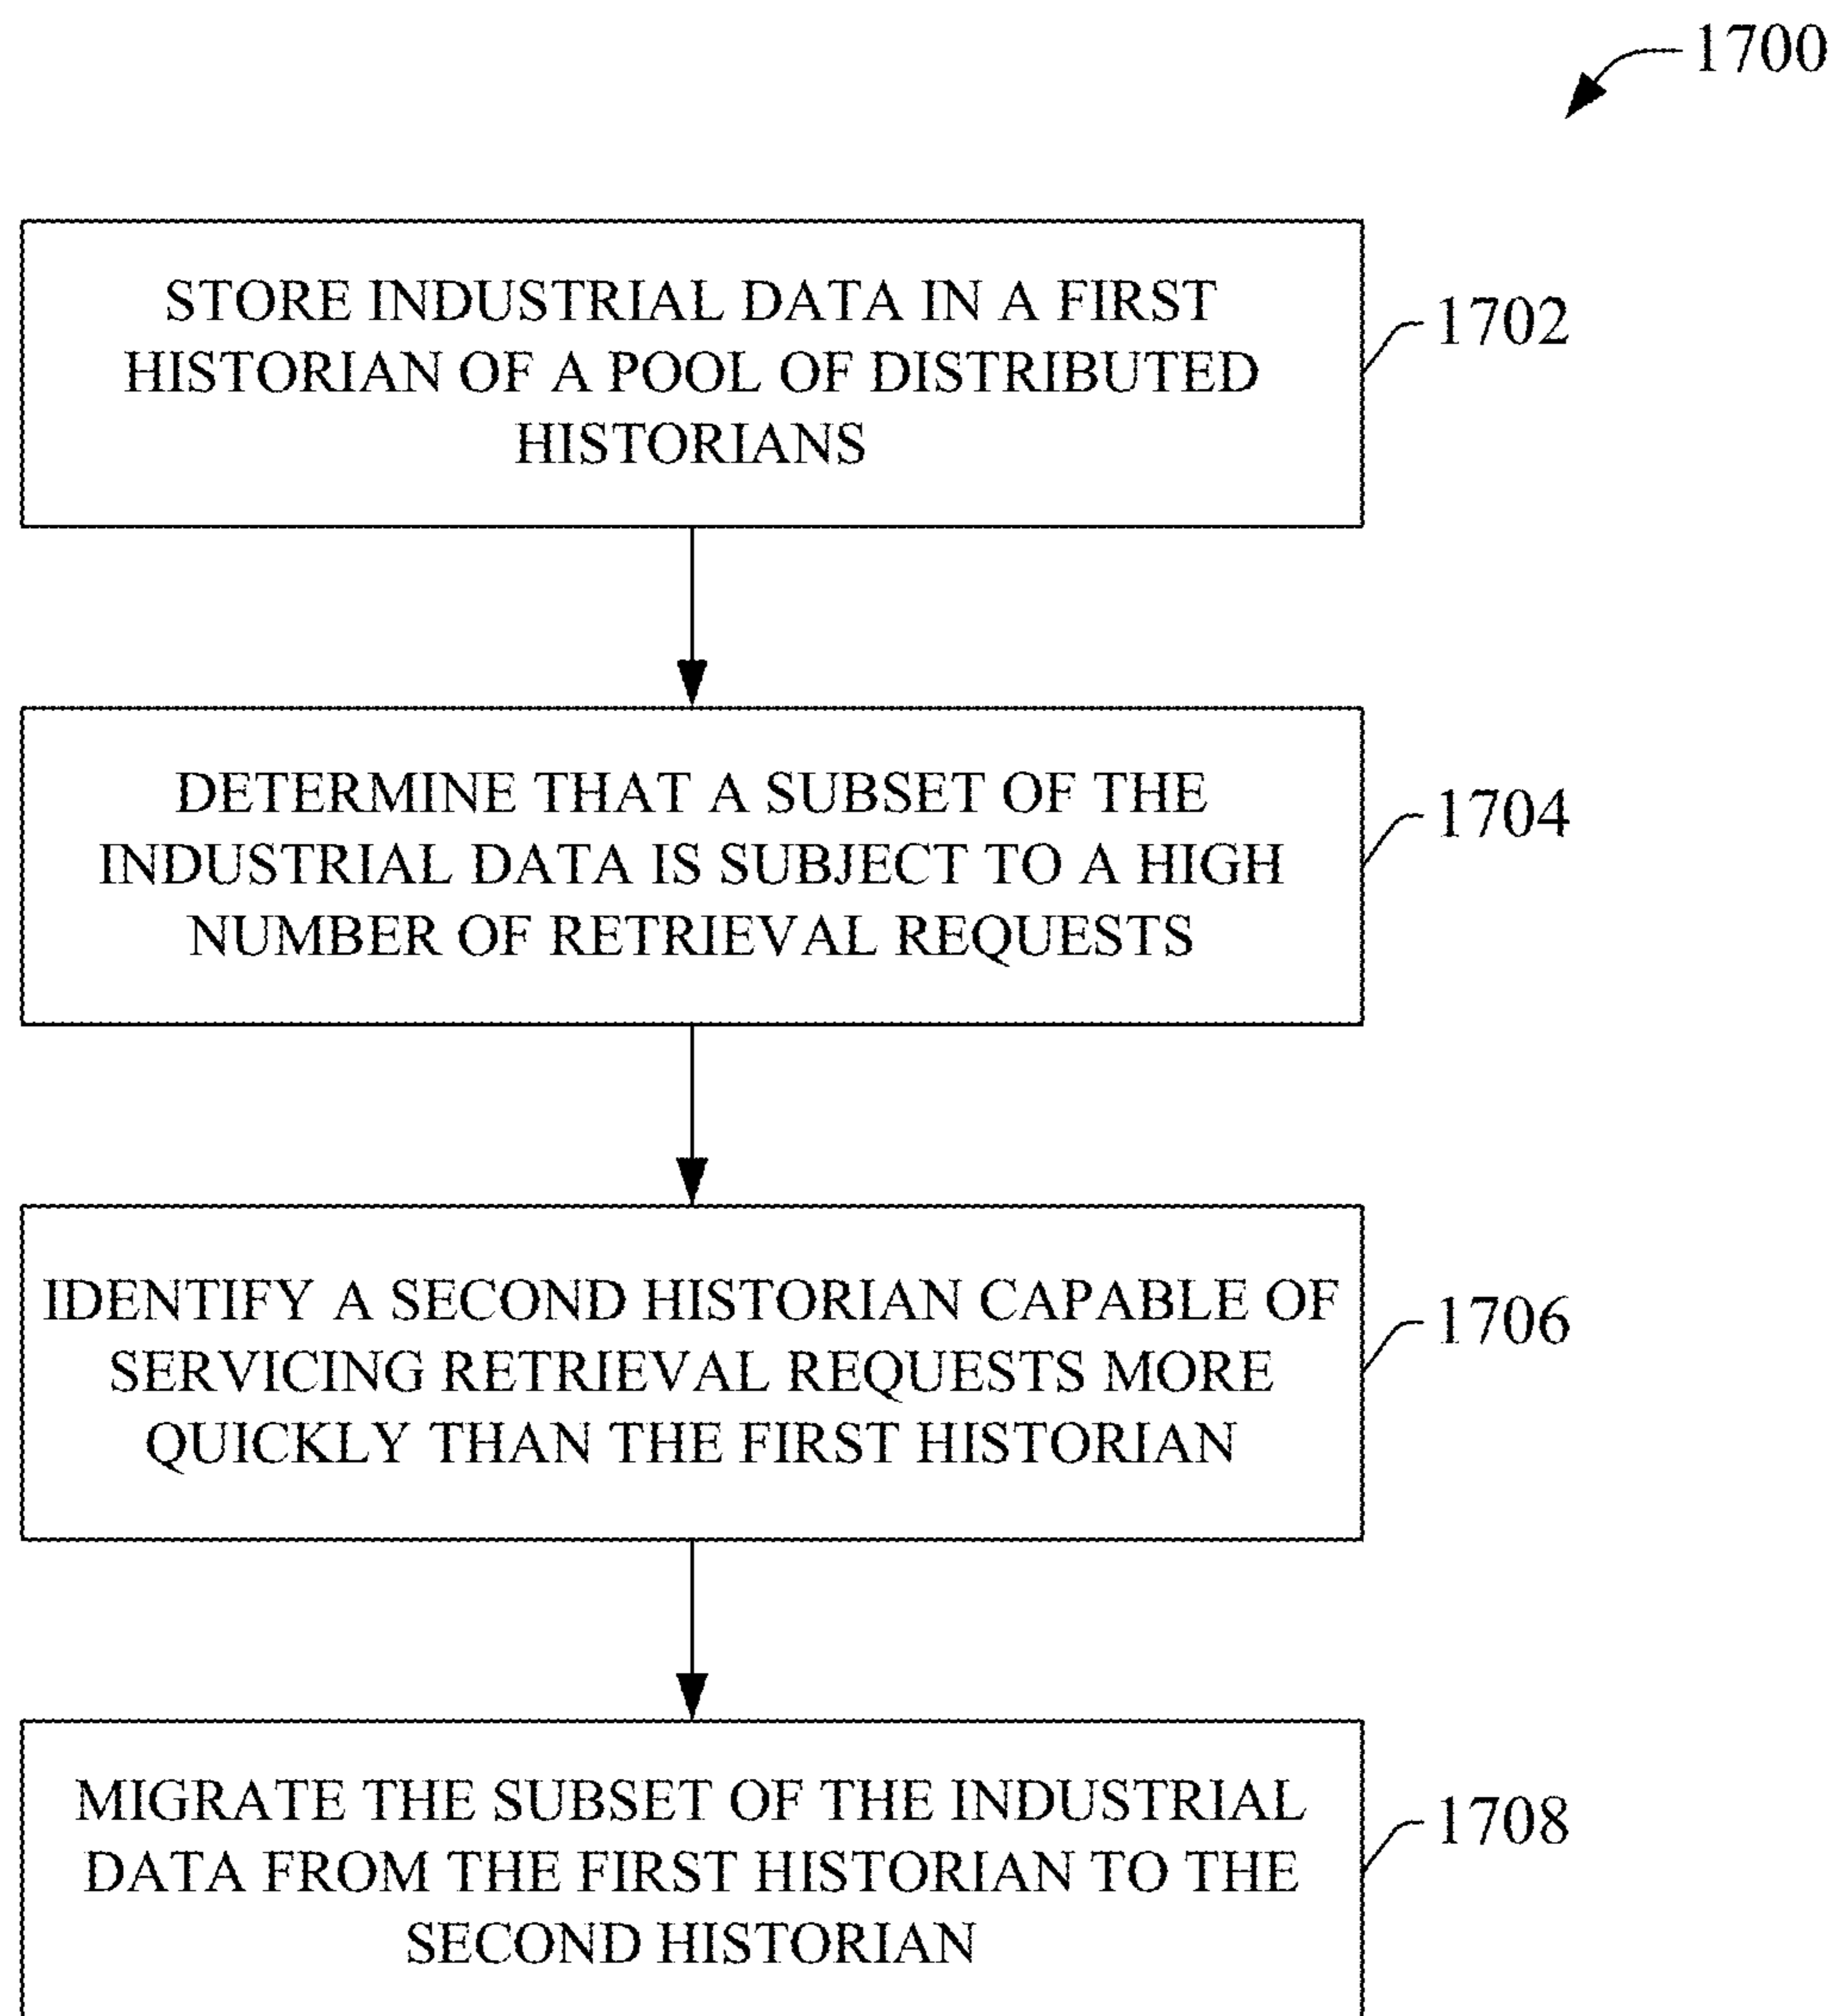 1700
STORE INDUSTRIAL DATA IN A FIRST
HISTORIAN OF A POOL OF DISTRIBUTED
HISTORIANS
1702
DETERMINE THAT A SUBSET OF THE
INDUSTRIAL DATA IS SUBJECT TO A HIGH
NUMBER OF RETRIEVAL REQUESTS
1704
IDENTIFY A SECOND HISTORIAN CAPABLE OF
SERVICING RETRIEVAL REQUESTS MORE
QUICKLY THAN THE FIRST HISTORIAN
1706
MIGRATE THE SUBSET OF THE INDUSTRIAL
DATA FROM THE FIRST HISTORIAN TO THE
SECOND HISTORIAN
1708